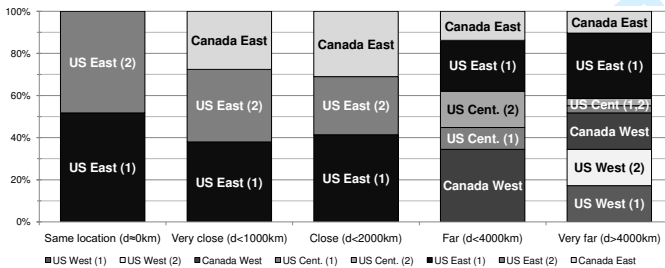 100%
80%
60%
40%
20%
0%
US East (2)
US East (1)
Canada East
US East (2)
US East (1)
Canada East
US East (2)
US East (1)
Canada East
US East (1)
US Cent. (2)
US Cent. (1)
Canada West
Canada East
US East (1)
US Cent (1,2)
Canada West
US West (2)
US West (1)
Same location (d≈0km) Very close (d<1000km) Close (d<2000km) Far (d<4000km) Very far (d>4000km)
US West (1) US West (2) Canada West US Cent. (1) US Cent. (2) US East (1) US East (2) Canada East